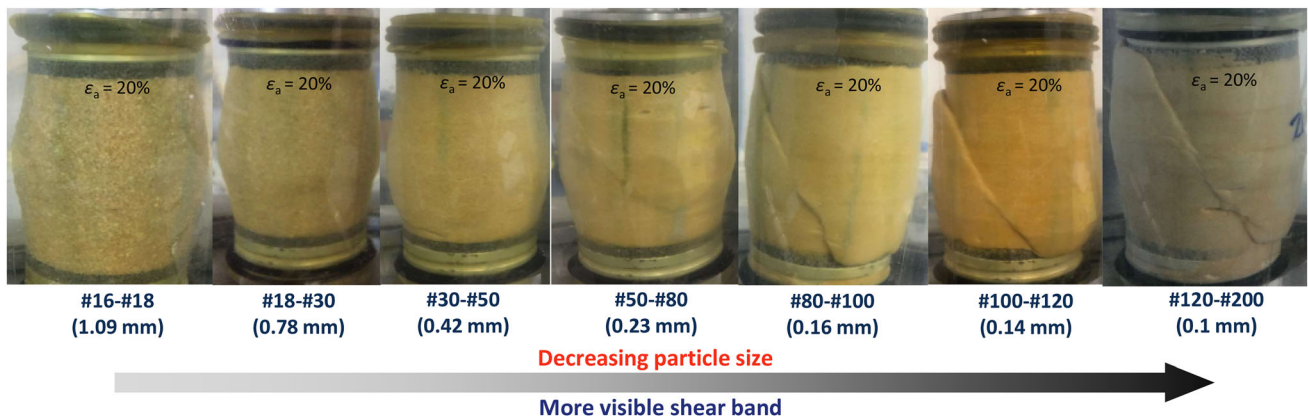 εa = 20%
εa = 20%
εa = 20%
εa = 20%
εa = 20%
εa = 20%
εa = 20%
#16-#18
(1.09 mm)
#18-#30
(0.78 mm)
#30-#50
(0.42 mm)
#50-#80
(0.23 mm)
#80-#100
(0.16 mm)
#100-#120
(0.14 mm)
#120-#200
(0.1 mm)
Decreasing particle size
More visible shear band